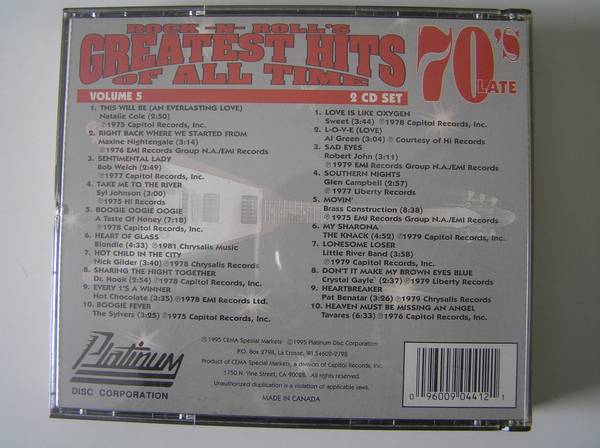 ROCK -N- ROLL'S
GREATEST HITS
OF ALL TIME
70's
LATE
VOLUME 5
2 CD SET
1. THIS WILL BE (AN EVERLASTING LOVE)
Natalie Cole (2:50)
℗1975 Capitol Records, Inc.
2. RIGHT BACK WHERE WE STARTED FROM
Maxine Nightengale (3:14)
℗1976 EMI Records Group N.A./EMI Records
3. SENTIMENTAL LADY
Bob Welch (2:49)
℗1977 Capitol Records, Inc.
4. TAKE ME TO THE RIVER
Syl Johnson (3:00)
℗1975 Hi Records
5. BOOGIE OOGIE OOGIE
A Taste Of Honey (7:18)
℗1978 Capitol Records, Inc.
6. HEART OF GLASS
Blondie (4:33) ℗1981 Chrysalis Music
7. HOT CHILD IN THE CITY
Nick Gilder (3:40) ℗1978 Chrysalis Records
8. SHARING THE NIGHT TOGETHER
Dr. Hook (2:54) ℗1978 Capitol Records, Inc.
9. EVERY 1'S A WINNER
Hot Chocolate (3:35) ℗1978 EMI Records Ltd.
10. BOOGIE FEVER
The Sylvers (3:25) ℗1975 Capitol Records, Inc.
1. LOVE IS LIKE OXYGEN
Sweet (3:44) ℗1978 Capitol Records, Inc.
2. L-O-V-E (LOVE)
Al Green (3:04) ℗ Courtesy of Hi Records
3. SAD EYES
Robert John (3:11)
℗1979 EMI Records Group N.A./EMI Records
4. SOUTHERN NIGHTS
Glen Campbell (2:57)
℗1977 Liberty Records
5. MOVIN'
Brass Construction (8:38)
℗1975 EMI Records Group N.A./EMI Records
6. MY SHARONA
THE KNACK (4:52) ℗1979 Capitol Records, Inc.
7. LONESOME LOSER
Little River Band (3:58)
℗1979 Capitol Records, Inc.
8. DON'T IT MAKE MY BROWN EYES BLUE
Crystal Gayle (2:37) ℗1979 Liberty Records
9. HEARTBREAKER
Pat Benatar (3:26) ℗1979 Chrysalis Records
10. HEAVEN MUST BE MISSING AN ANGEL
Tavares (6:33) ℗1976 Capitol Records, Inc.
Platinum
DISC CORPORATION
℗1995 CEMA Special Markets ©1995 Platinum Disc Corporation
P.O. Box 2798, La Crosse, WI 54602-2798
Product of CEMA Special Markets, a division of Capitol Records, Inc.
1750 N. Vine Street, Hollywood, CA 90028. All Rights Reserved.
Unauthorized duplication is a violation of applicable laws.
MADE IN CANADA
0 96009 04412 1